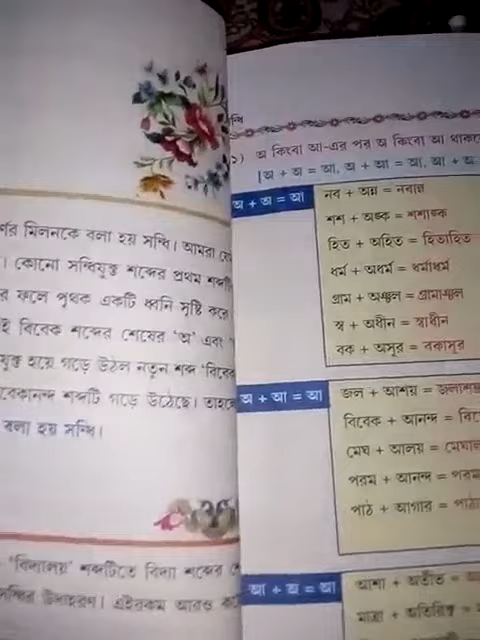 মিলনকে বলা হয় সন্ধি। আমরা
। কোনো সন্ধিযুক্ত শব্দের প্রথম
র ফলে পৃথক একটি ধ্বনি সৃষ্টি করে
ই বিবেক শব্দের শেষের ‘অ’ এবং
যুক্ত হয়ে গড়ে উঠল নতুন শব্দ
শব্দটি গড়ে উঠেছে।
বলা হয় সন্ধি।
‘বিদ্যালয়’ শব্দটিতে বিদ্যা শব্দের
উদাহরণ। এইরকম আরও
১) অ কিংবা আ-এর পর অ কিংবা আ
[অ + অ = আ, অ + আ = আ, আ + অ
অ + অ = আ
নব + অন্ন = নবান্ন
শশ + অঙ্ক = শশাঙ্ক
হিত + অহিত = হিতাহিত
ধর্ম + অধর্ম = ধর্মাধর্ম
গ্রাম + অঞ্চল = গ্রামাঞ্চল
স্ব + অধীন = স্বাধীন
বক + অসুর = বকাসুর
অ + আ = আ
জল + আশয় = জলাশয়
বিবেক + আনন্দ =
মেঘ + আলয় =
পরম + আনন্দ =
পাঠ + আগার =
আ + অ = আ
আশা + অতীত =
মাত্রা + অতিরিক্ত =